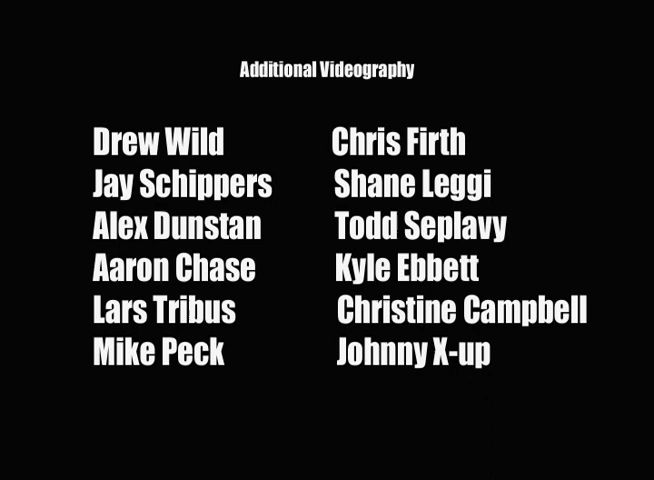 Additional Videography
Drew Wild Chris Firth
Jay Schippers Shane Leggi
Alex Dunstan Todd Seplavy
Aaron Chase Kyle Ebbett
Lars Tribus Christine Campbell
Mike Peck Johnny X-up